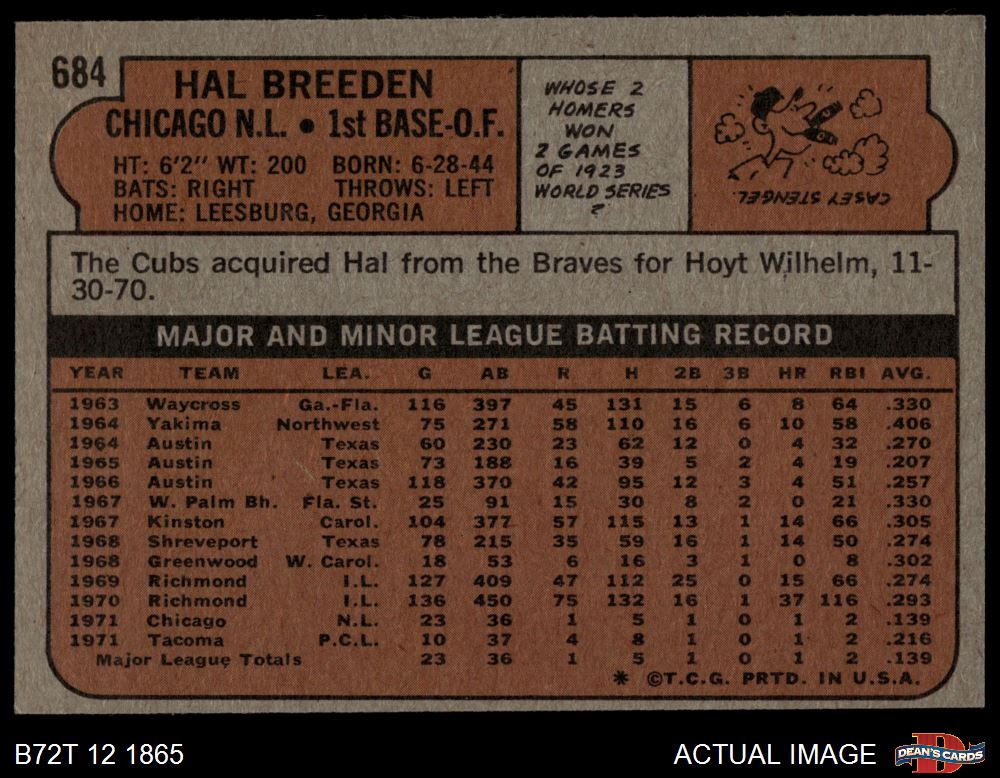 684
HAL BREEDEN
CHICAGO N.L. • 1st BASE-O.F.
HT: 6'2" WT: 200 BORN: 6-28-44
BATS: RIGHT THROWS: LEFT
HOME: LEESBURG, GEORGIA
WHOSE 2
HOMERS
WON
2 GAMES
OF 1923
WORLD SERIES
?
CASEY STENGEL
The Cubs acquired Hal from the Braves for Hoyt Wilhelm, 11-
30-70.
MAJOR AND MINOR LEAGUE BATTING RECORD
YEAR TEAM LEA. G AB R H 2B 3B HR RBI AVG.
1963 Waycross Ga.-Fla. 116 397 45 131 15 6 8 64 .330
1964 Yakima Northwest 75 271 58 110 16 6 10 58 .406
1964 Austin Texas 60 230 23 62 12 0 4 32 .270
1965 Austin Texas 73 188 16 39 5 2 4 19 .207
1966 Austin Texas 118 370 42 95 12 3 4 51 .257
1967 W. Palm Bh. Fla. St. 25 91 15 30 8 2 0 21 .330
1967 Kinston Carol. 104 377 57 115 13 1 14 66 .305
1968 Shreveport Texas 78 215 35 59 16 1 14 50 .274
1968 Greenwood W. Carol. 18 53 6 16 3 1 0 8 .302
1969 Richmond I.L. 127 409 47 112 25 0 15 66 .274
1970 Richmond I.L. 136 450 75 132 16 1 37 116 .293
1971 Chicago N.L. 23 36 1 5 1 0 1 2 .139
1971 Tacoma P.C.L. 10 37 4 8 1 0 1 2 .216
Major League Totals 23 36 1 5 1 0 1 2 .139
* ©T.C.G. PRTD. IN U.S.A.
B72T 12 1865
ACTUAL IMAGE
DEAN'S CARDS